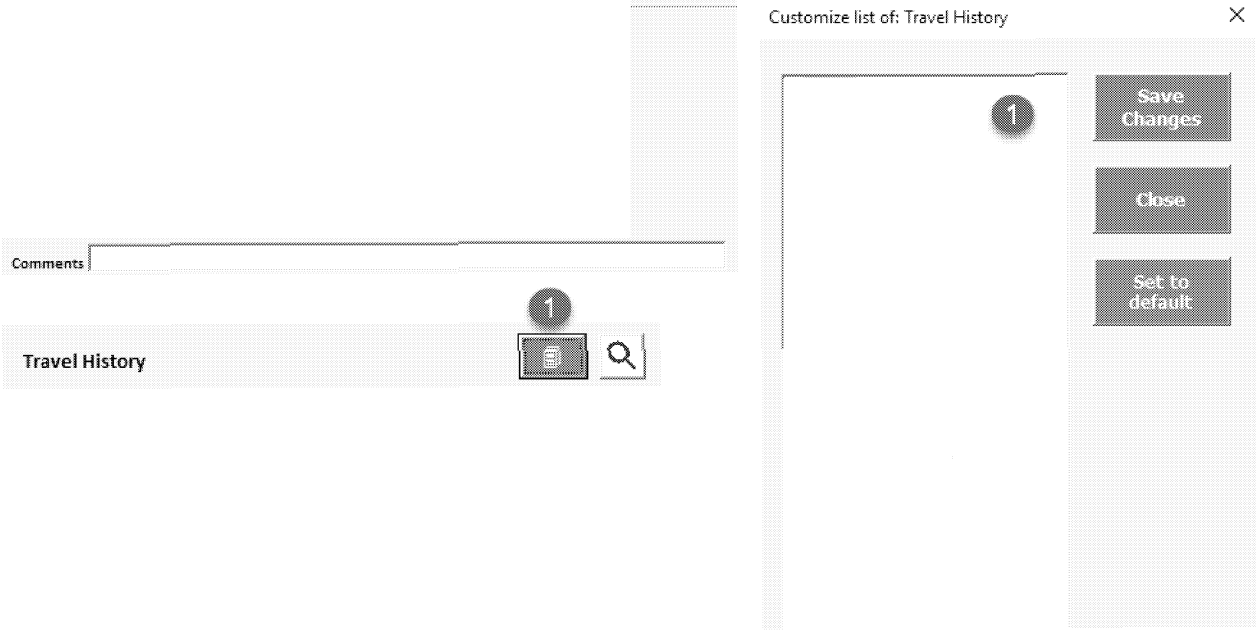 Customize list of: Travel History
1
Save
Changes
Close
Set to
default
Comments
1
Travel History